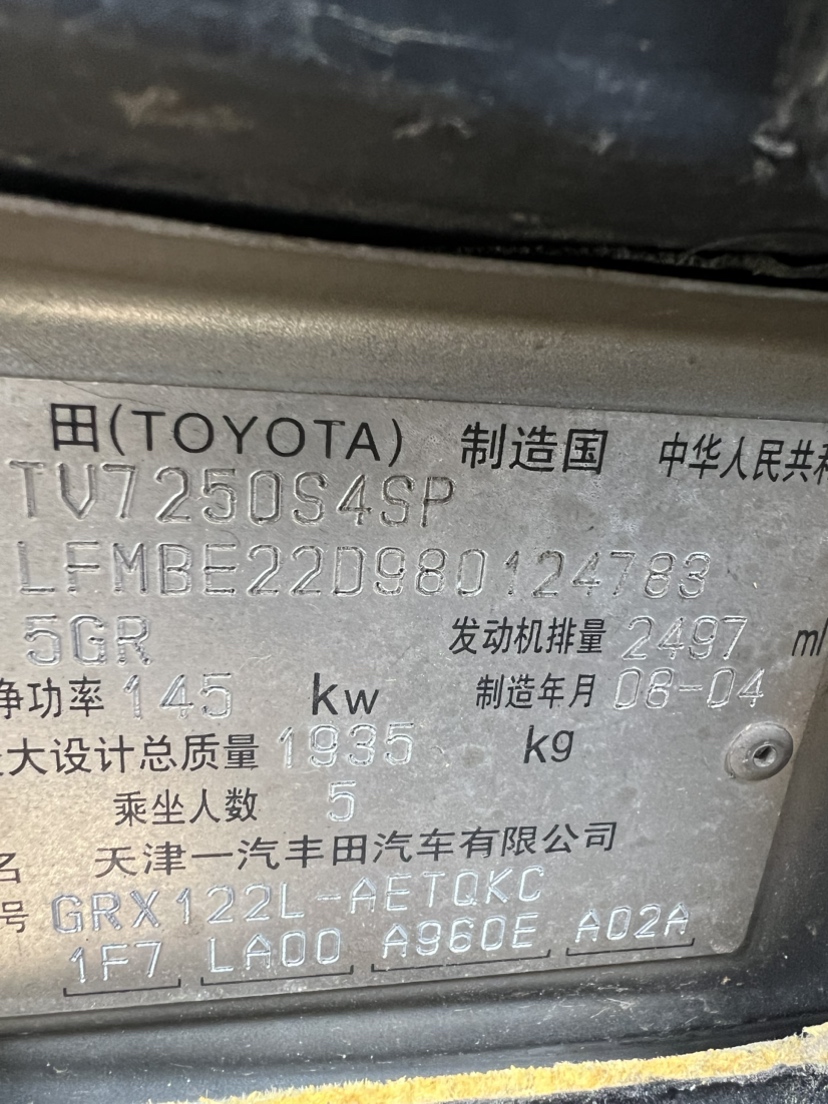 田(TOYOTA) 制造国 中华人民共和
TV7250S4SP
LFMBE22D980124783
5GR 发动机排量 2497 ml
净功率 145 kw 制造年月 08-04
大设计总质量 1935 kg
乘坐人数 5
名 天津一汽丰田汽车有限公司
号 GRX122L-AETQKC
1F7 LA00 A960E A02A